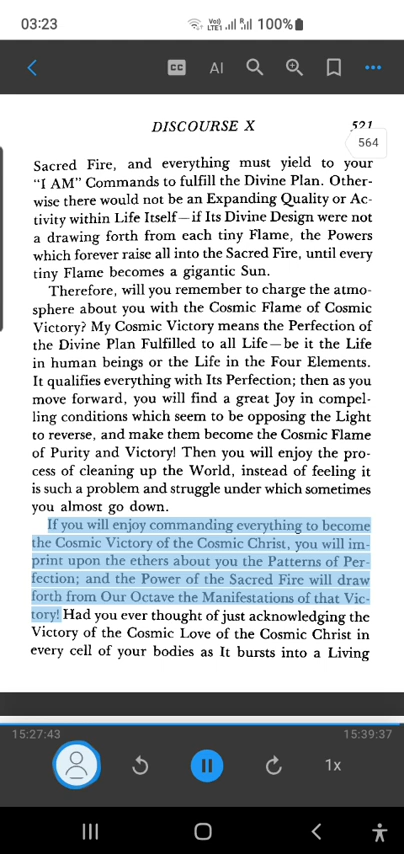 03:23
Vo))
LTE1
R
100%
CC
AI
DISCOURSE X
521
564
Sacred Fire, and everything must yield to your
“I AM” Commands to fulfill the Divine Plan. Other-
wise there would not be an Expanding Quality or Ac-
tivity within Life Itself—if Its Divine Design were not
a drawing forth from each tiny Flame, the Powers
which forever raise all into the Sacred Fire, until every
tiny Flame becomes a gigantic Sun.
Therefore, will you remember to charge the atmo-
sphere about you with the Cosmic Flame of Cosmic
Victory? My Cosmic Victory means the Perfection of
the Divine Plan Fulfilled to all Life—be it the Life
in human beings or the Life in the Four Elements.
It qualifies everything with Its Perfection; then as you
move forward, you will find a great Joy in compel-
ling conditions which seem to be opposing the Light
to reverse, and make them become the Cosmic Flame
of Purity and Victory! Then you will enjoy the pro-
cess of cleaning up the World, instead of feeling it
is such a problem and struggle under which sometimes
you almost go down.
If you will enjoy commanding everything to become
the Cosmic Victory of the Cosmic Christ, you will im-
print upon the ethers about you the Patterns of Per-
fection; and the Power of the Sacred Fire will draw
forth from Our Octave the Manifestations of that Vic-
tory! Had you ever thought of just acknowledging the
Victory of the Cosmic Love of the Cosmic Christ in
every cell of your bodies as It bursts into a Living
15:27:43
15:39:37
1x